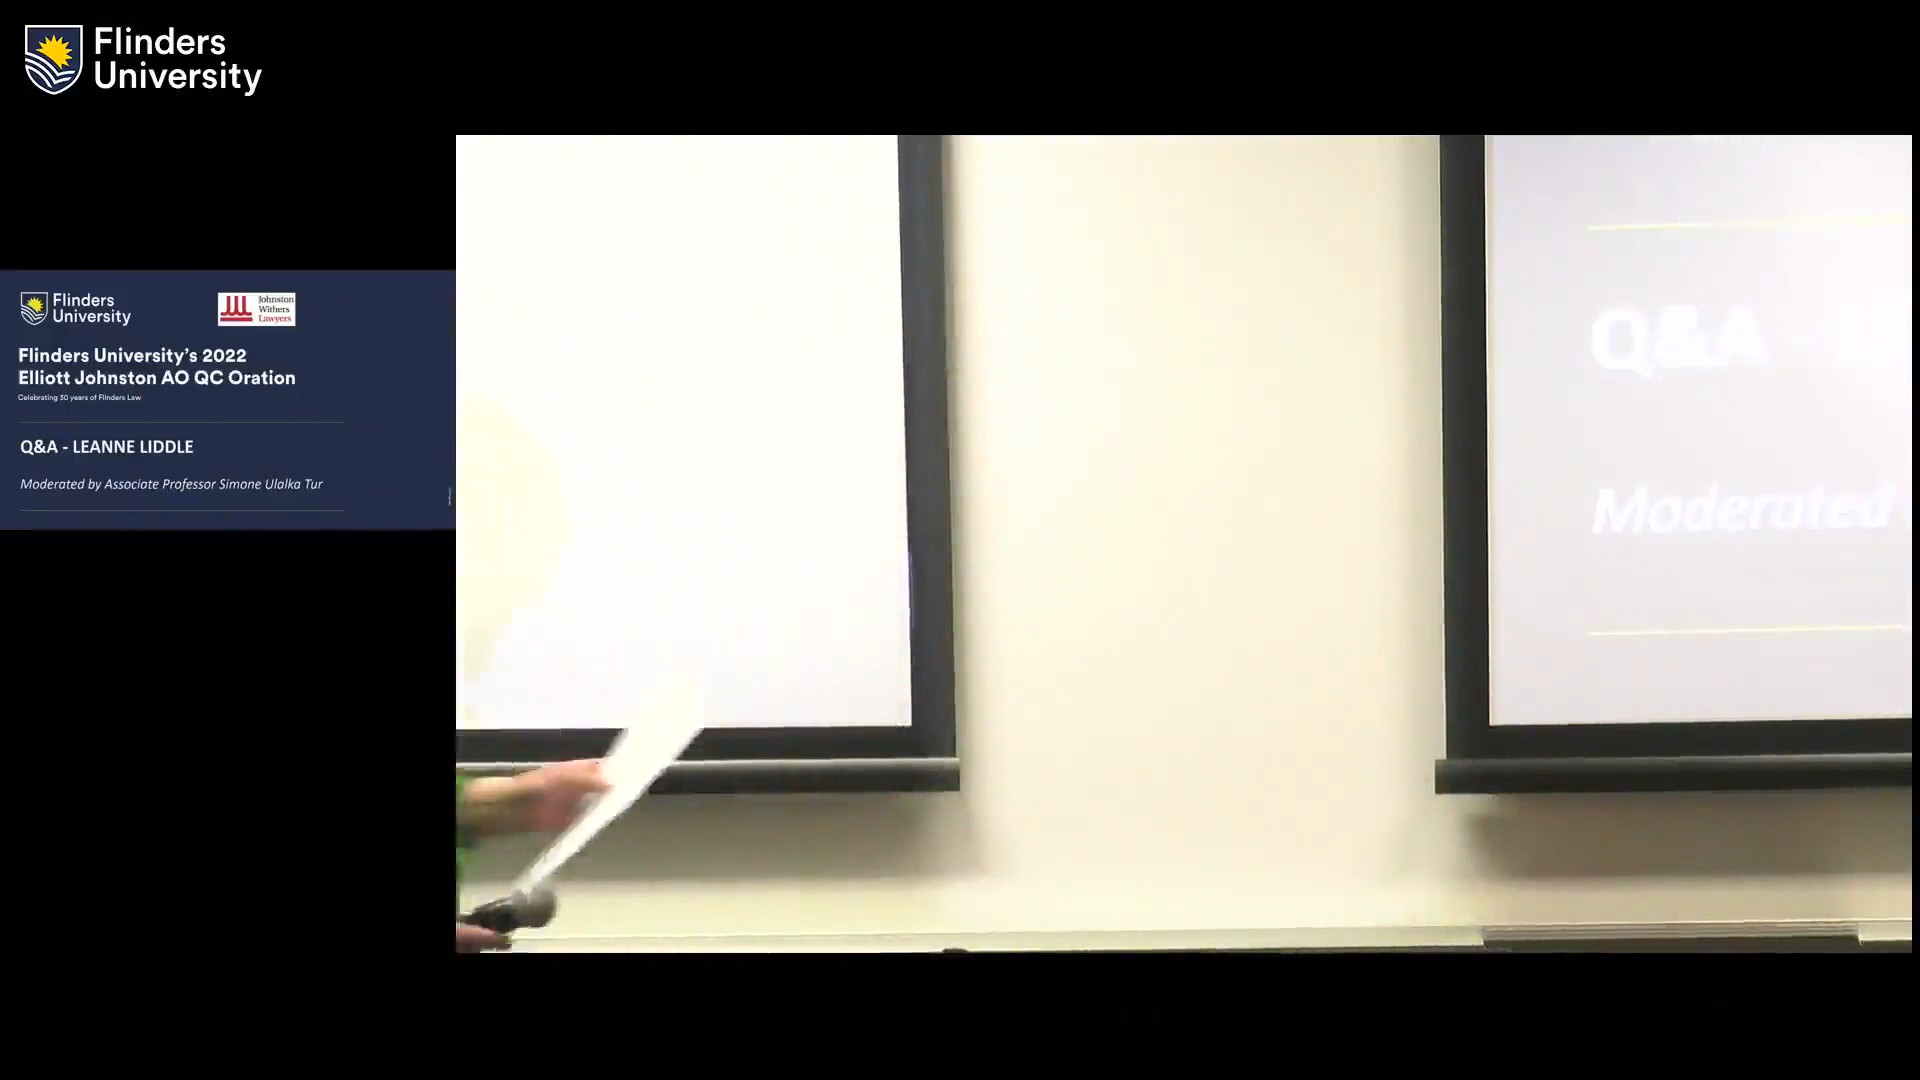 Flinders
University
Flinders
University
Johnston
Withers
Lawyers
Flinders University's 2022
Elliott Johnston AO QC Oration
Celebrating 30 years of Flinders Law
Q&A - LEANNE LIDDLE
Moderated by Associate Professor Simone Ulalka Tur
Q&A - L
Moderated